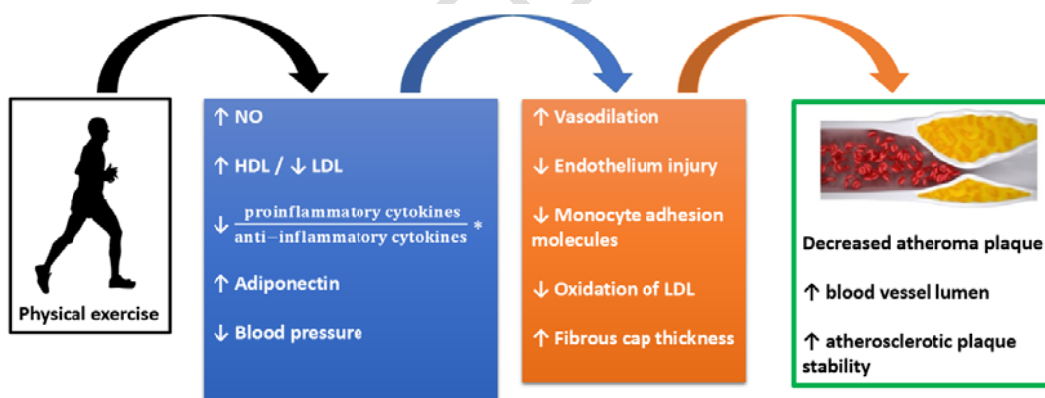 Physical exercise
↑ NO
↑ HDL / ↓ LDL
↓ proinflammatory cytokines
anti−inflammatory cytokines *
↑ Adiponectin
↓ Blood pressure
↑ Vasodilation
↓ Endothelium injury
↓ Monocyte adhesion
molecules
↓ Oxidation of LDL
↑ Fibrous cap thickness
Decreased atheroma plaque
↑ blood vessel lumen
↑ atherosclerotic plaque
stability